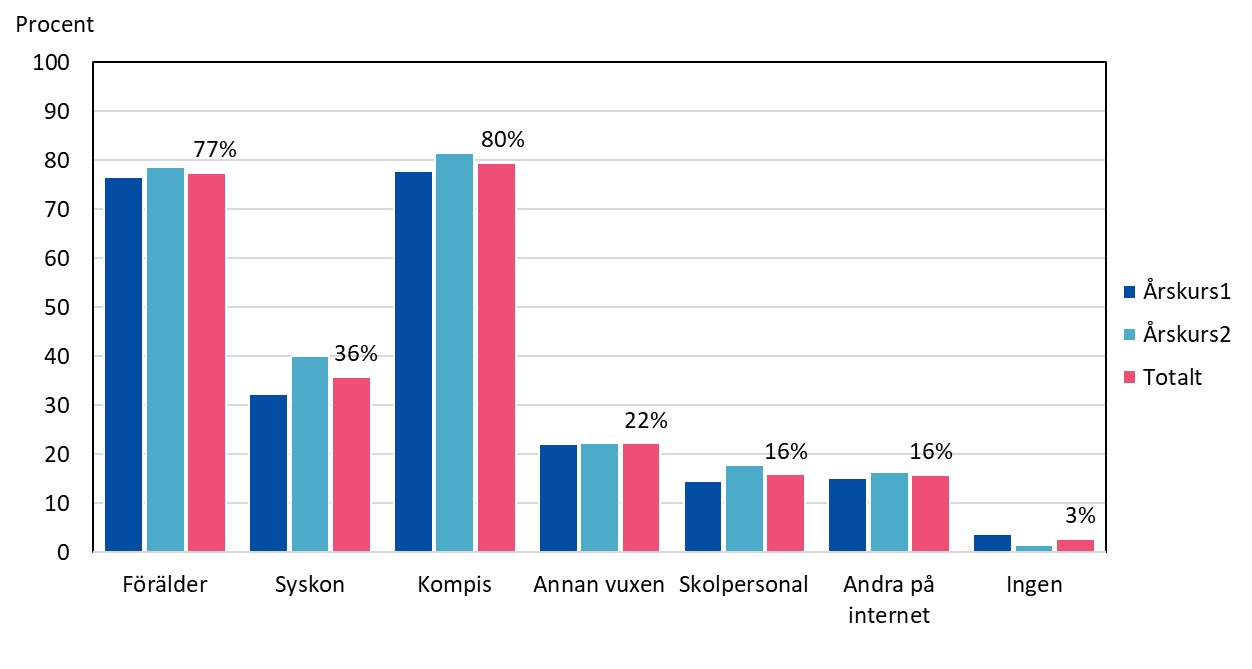 Procent
100
90
80
70
60
50
40
30
20
10
0
77%
36%
80%
22%
16%
16%
3%
Förälder
Syskon
Kompis
Annan vuxen
Skolpersonal
Andra på
internet
Ingen
Årskurs1
Årskurs2
Totalt